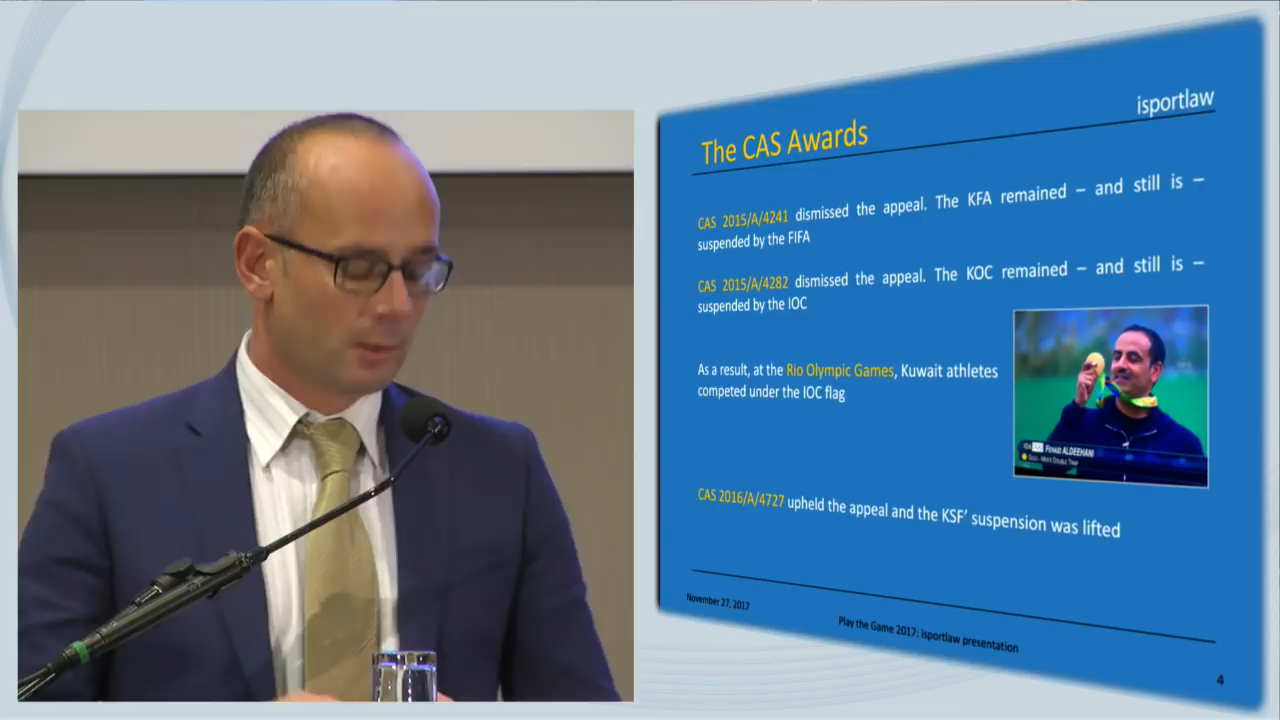 isportlaw
The CAS Awards
CAS 2015/A/4241 dismissed the appeal. The KFA remained – and still is –
suspended by the FIFA
CAS 2015/A/4282 dismissed the appeal. The KOC remained – and still is –
suspended by the IOC
As a result, at the Rio Olympic Games, Kuwait athletes
competed under the IOC flag
FEHAID ALDEEHANI
CAS 2016/A/4727 upheld the appeal and the KSF' suspension was lifted
November 27, 2017
Play the Game 2017: isportlaw presentation
4